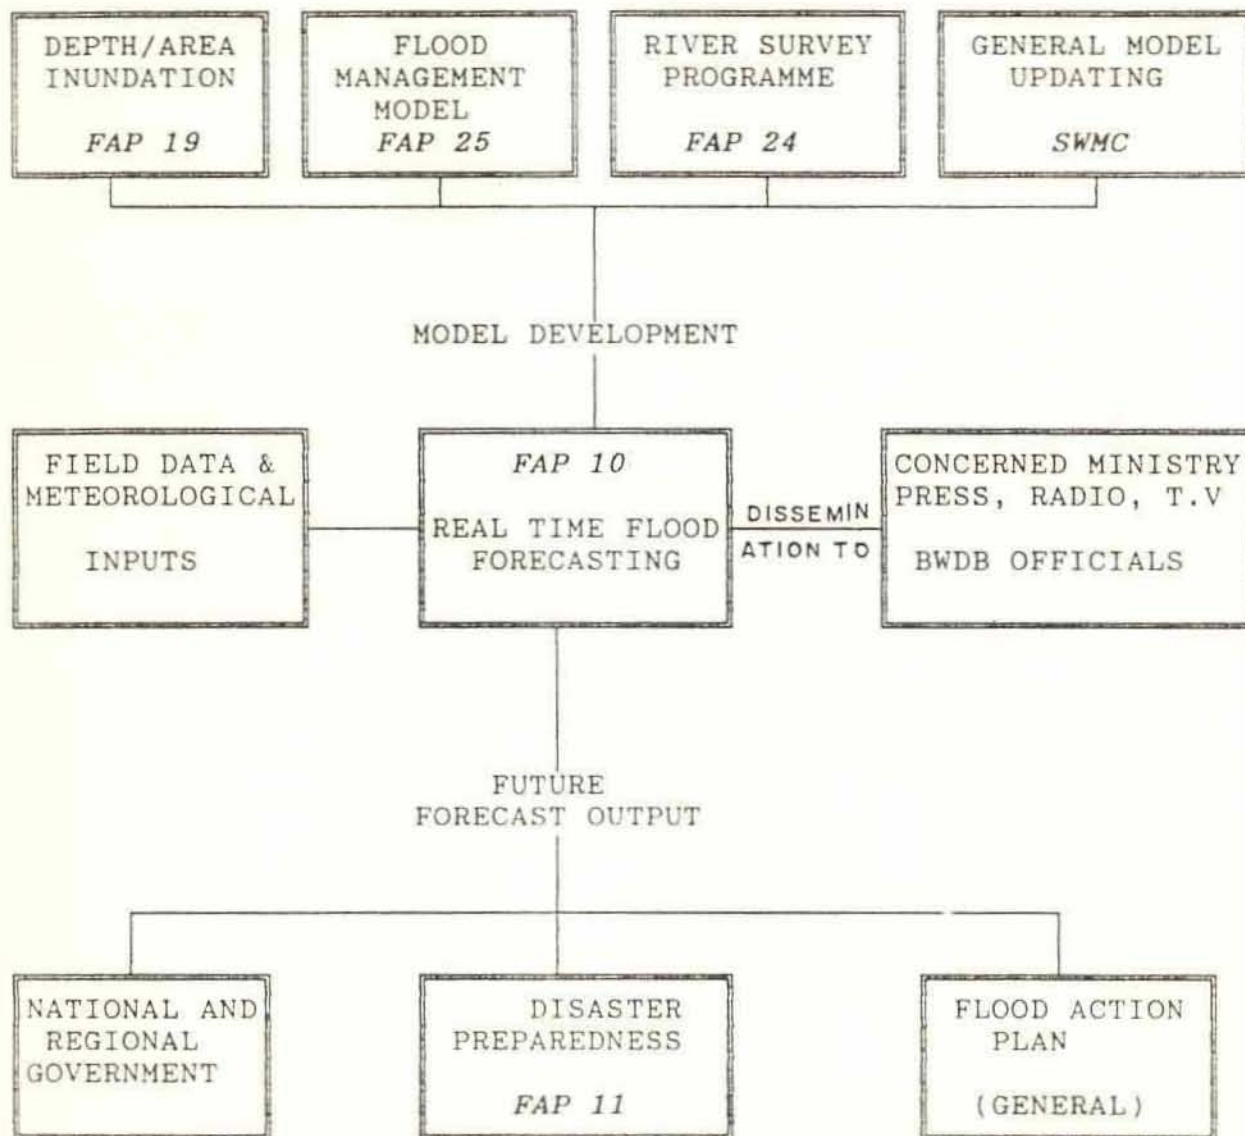 DEPTH/AREA
INUNDATION
FAP 19
FLOOD
MANAGEMENT
MODEL
FAP 25
RIVER SURVEY
PROGRAMME
FAP 24
GENERAL MODEL
UPDATING
SWMC
MODEL DEVELOPMENT
FIELD DATA &
METEOROLOGICAL
INPUTS
FAP 10
REAL TIME FLOOD
FORECASTING
DISSEMIN
ATION TO
CONCERNED MINISTRY
PRESS, RADIO, T.V
BWDB OFFICIALS
FUTURE
FORECAST OUTPUT
NATIONAL AND
REGIONAL
GOVERNMENT
DISASTER
PREPAREDNESS
FAP 11
FLOOD ACTION
PLAN
(GENERAL)